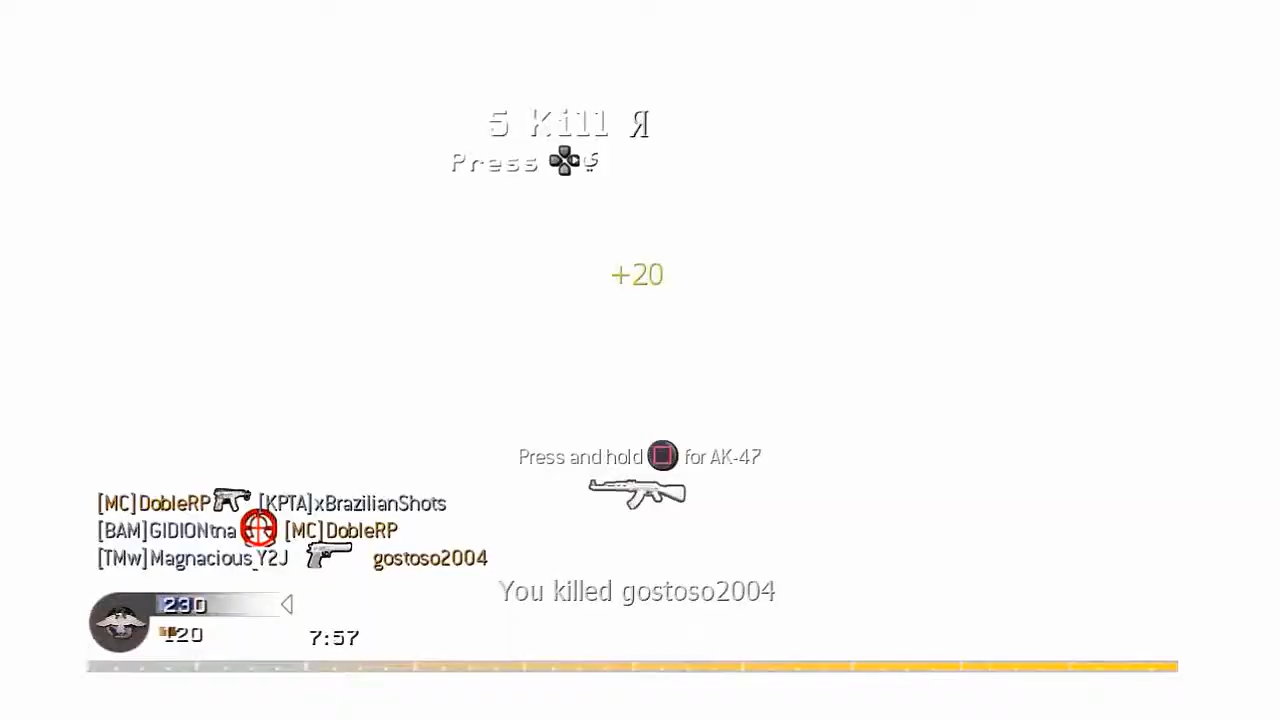 5 Kill Я
Press ي
+20
Press and hold for AK-47
[MC]DobleRP [KPTA]xBrazilianShots
[BAM]GIDIONtna [MC]DobleRP
[TMw]Magnacious_Y2J gostoso2004
You killed gostoso2004
230
120
7:57